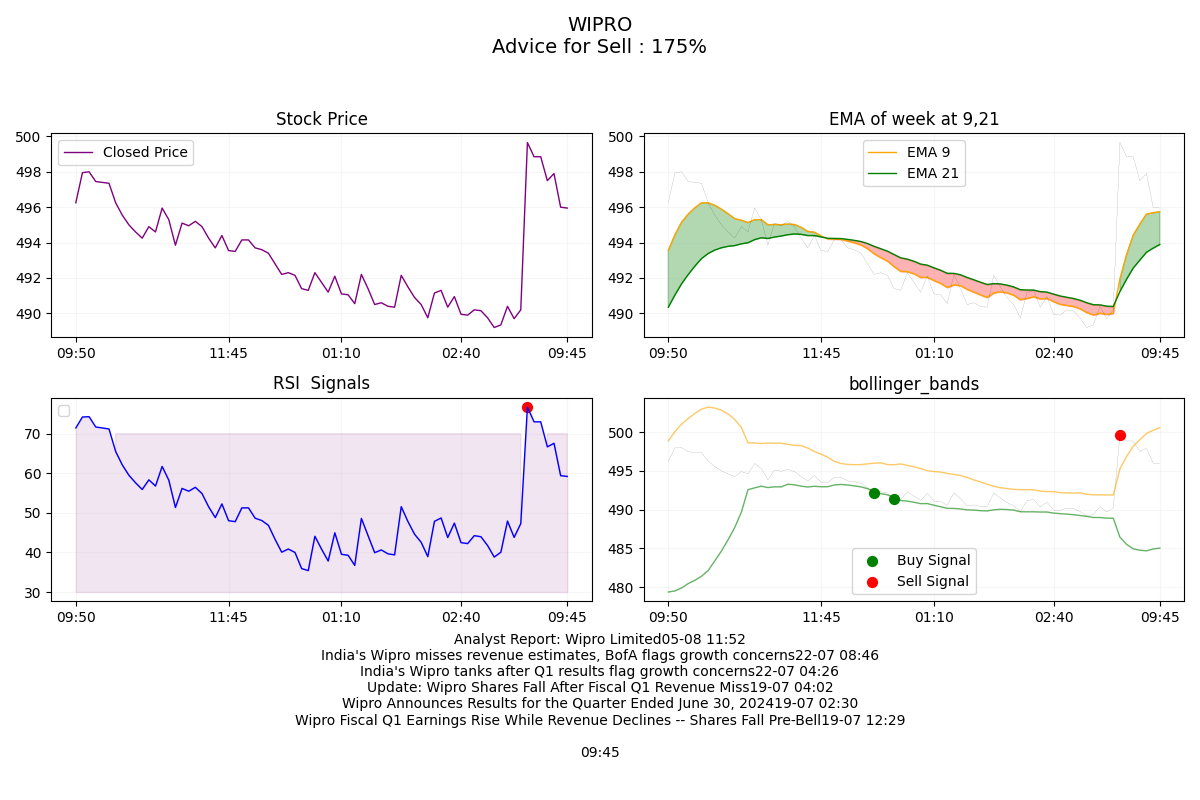 WIPRO
Advice for Sell : 175%
Stock Price
500
498
496
494
492
490
Closed Price
09:50
11:45
01:10
02:40
09:45
EMA of week at 9,21
500
498
496
494
492
490
EMA 9
EMA 21
09:50
11:45
01:10
02:40
09:45
RSI  Signals
70
60
50
40
30
09:50
11:45
01:10
02:40
09:45
bollinger_bands
500
495
490
485
480
Buy Signal
Sell Signal
09:50
11:45
01:10
02:40
09:45
Analyst Report: Wipro Limited05-08 11:52
India's Wipro misses revenue estimates, BofA flags growth concerns22-07 08:46
India's Wipro tanks after Q1 results flag growth concerns22-07 04:26
Update: Wipro Shares Fall After Fiscal Q1 Revenue Miss19-07 04:02
Wipro Announces Results for the Quarter Ended June 30, 202419-07 02:30
Wipro Fiscal Q1 Earnings Rise While Revenue Declines -- Shares Fall Pre-Bell19-07 12:29
09:45